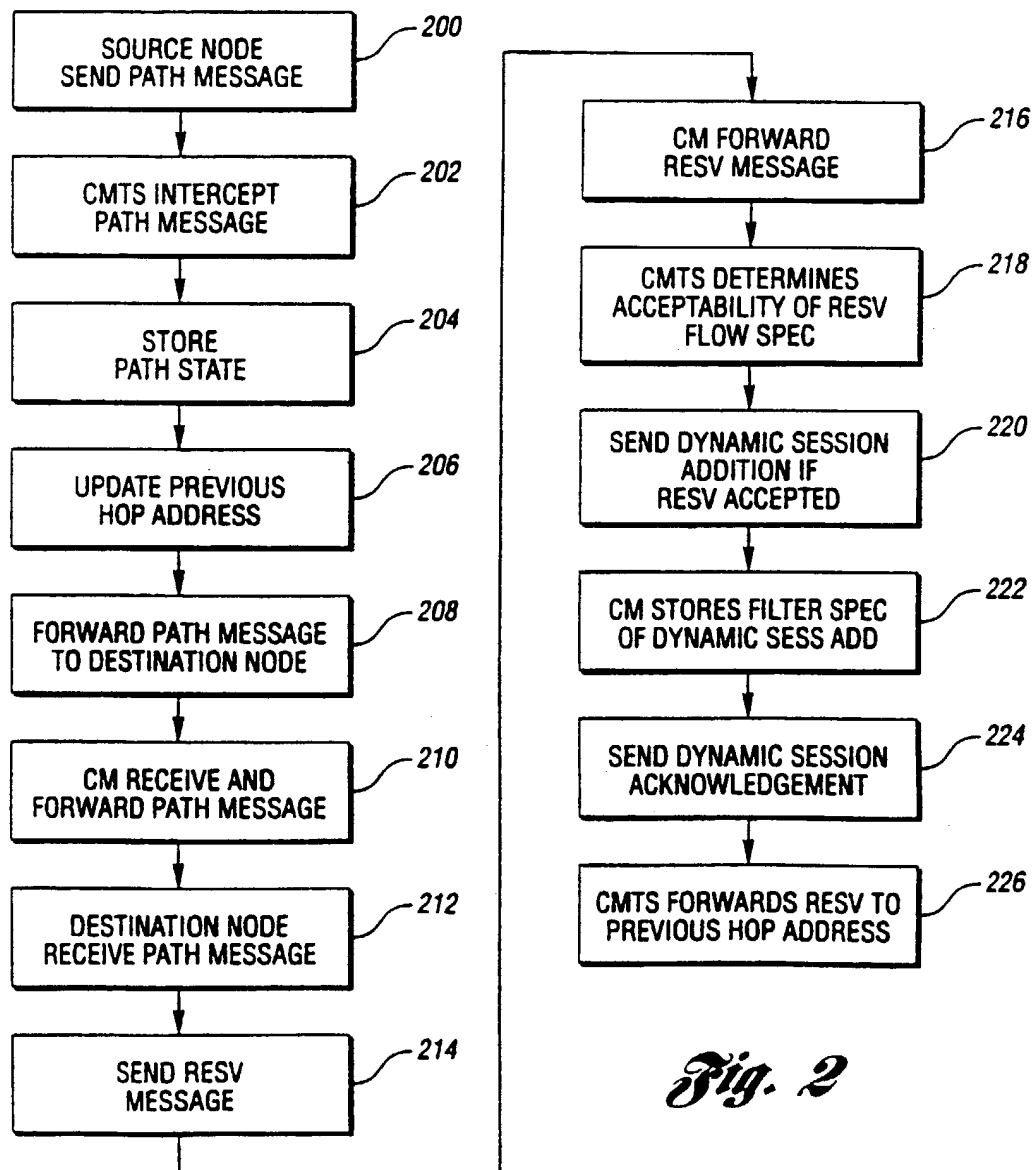 SOURCE NODE
SEND PATH MESSAGE
200
CMTS INTERCEPT
PATH MESSAGE
202
STORE
PATH STATE
204
UPDATE PREVIOUS
HOP ADDRESS
206
FORWARD PATH MESSAGE
TO DESTINATION NODE
208
CM RECEIVE AND
FORWARD PATH MESSAGE
210
DESTINATION NODE
RECEIVE PATH MESSAGE
212
SEND RESV
MESSAGE
214
CM FORWARD
RESV MESSAGE
216
CMTS DETERMINES
ACCEPTABILITY OF RESV
FLOW SPEC
218
SEND DYNAMIC SESSION
ADDITION IF
RESV ACCEPTED
220
CM STORES FILTER SPEC
OF DYNAMIC SESS ADD
222
SEND DYNAMIC SESSION
ACKNOWLEDGEMENT
224
CMTS FORWARDS RESV TO
PREVIOUS HOP ADDRESS
226
Fig. 2